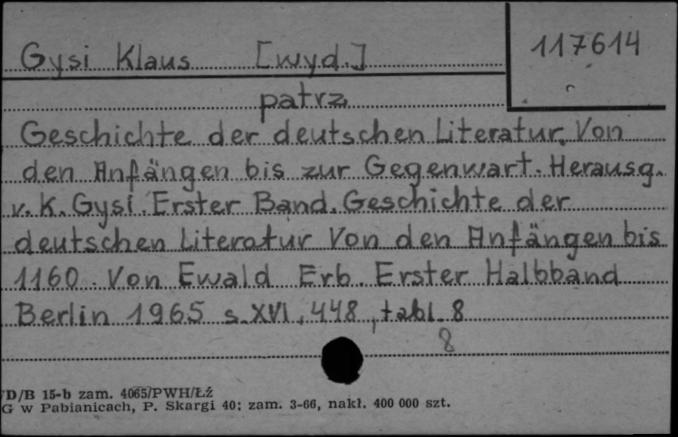 Gysi Klaus [wyd.]
117614
patrz
Geschichte der deutschen Literatur. Von
den Anfängen bis zur Gegenwart. Herausg.
v. K. Gysi. Erster Band. Geschichte der
deutschen Literatur Von den Anfängen bis
1160. Von Ewald Erb. Erster Halbband
Berlin 1965 s. XVI, 448, tabl. 8
8
D/B 15-b zam. 4065/PWH/Łź
G w Pabianicach, P. Skargi 40; zam. 3-66, nakł. 400 000 szt.